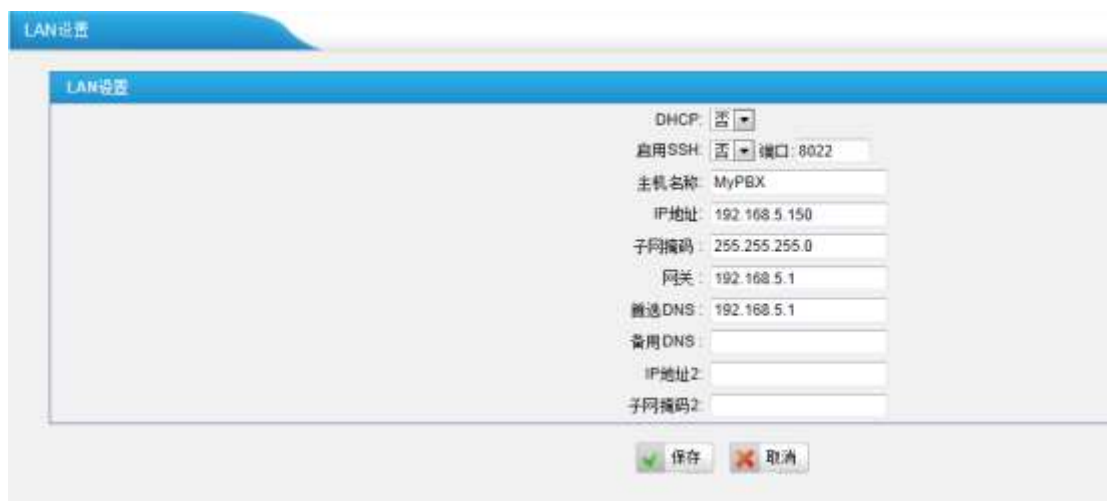 LAN设置
LAN设置
DHCP: 否
启用SSH: 否 端口: 8022
主机名称: MyPBX
IP地址: 192.168.5.150
子网掩码: 255.255.255.0
网关: 192.168.5.1
首选DNS: 192.168.5.1
备用DNS:
IP地址2:
子网掩码2:
保存 取消